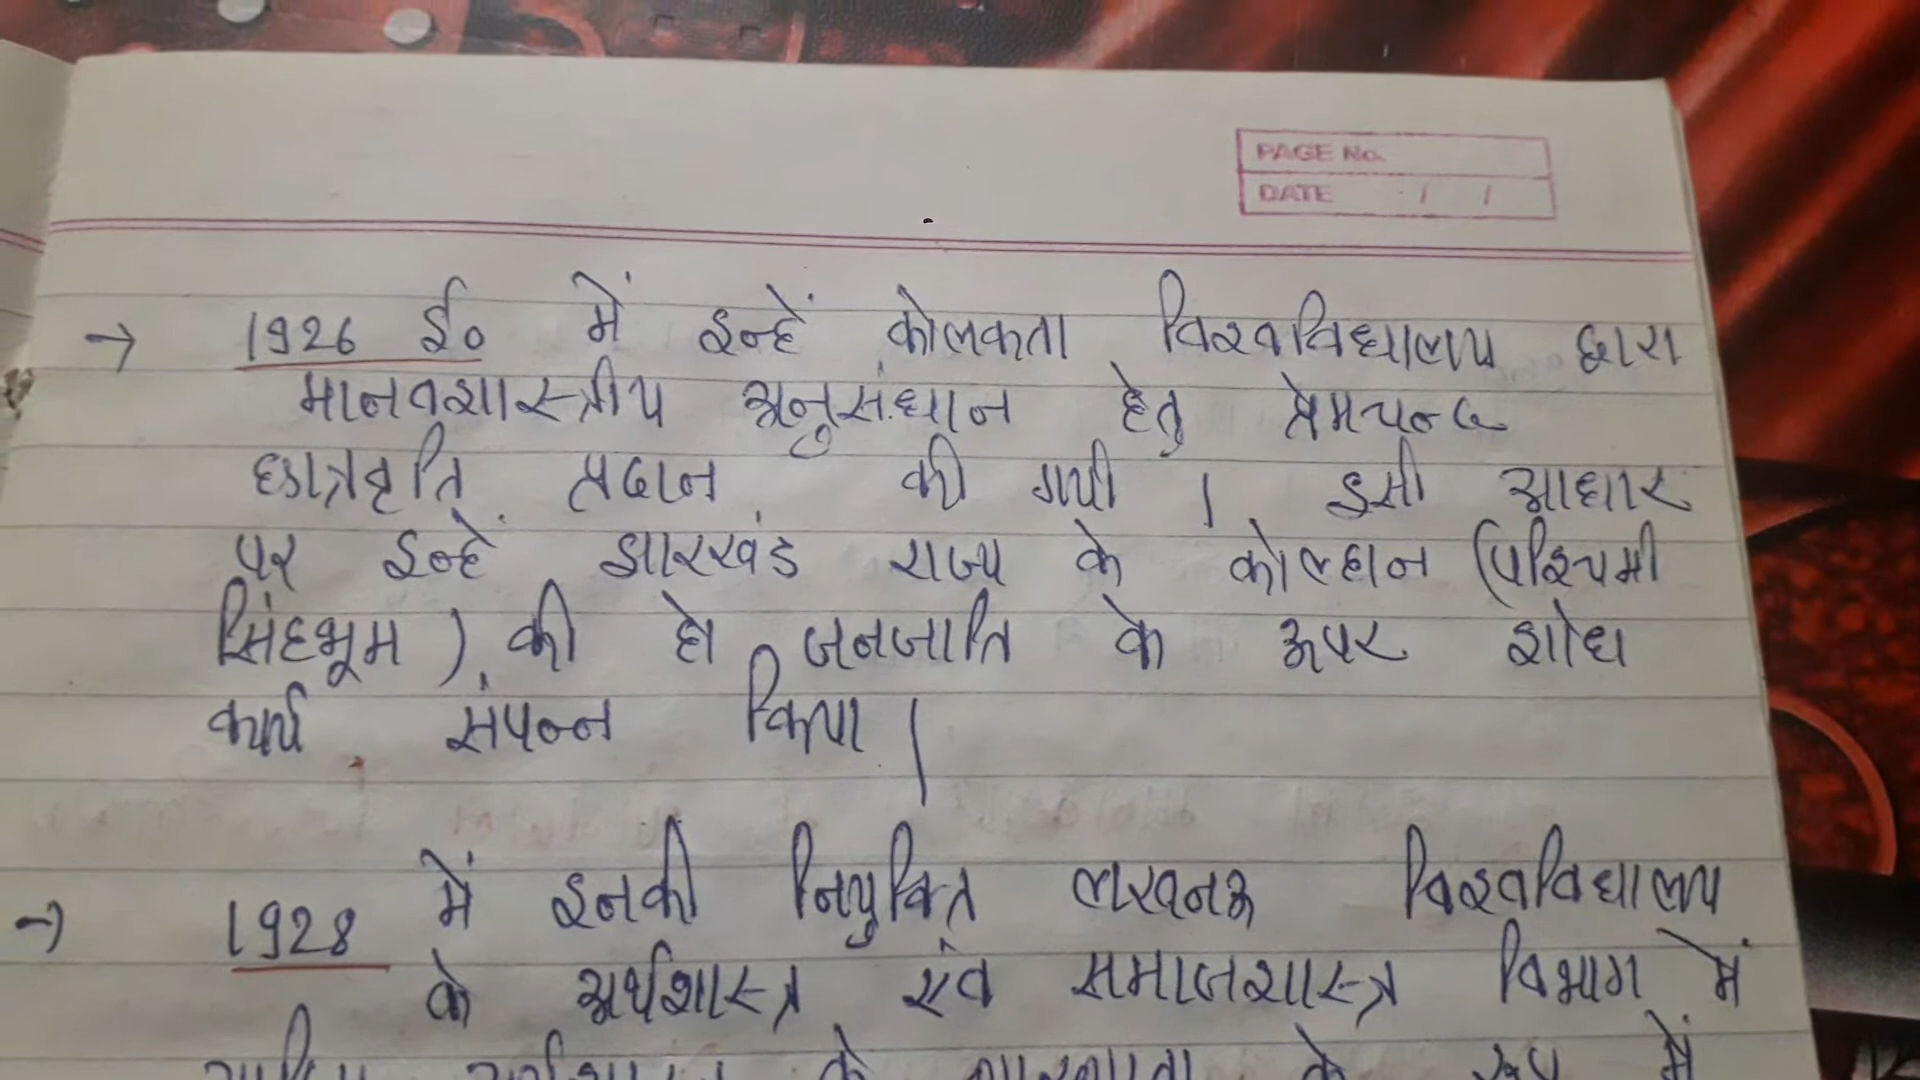 PAGE No.
DATE / /
→ 1926 ई० में इन्हें कोलकता विश्वविद्यालय द्वारा
मानवशास्त्रीय अनुसंधान हेतु प्रेमचन्द
छात्रवृति प्रदान की गयी । इसी आधार
पर इन्हें झारखंड राज्य के कोल्हान (पश्चिमी
सिंहभूम) की हो जनजाति के ऊपर शोध
कार्य संपन्न किया |
→ 1928 में इनकी नियुक्ति लखनऊ विश्वविद्यालय
के अर्थशास्त्र एंव समाजशास्त्र विभाग में
के रूप में